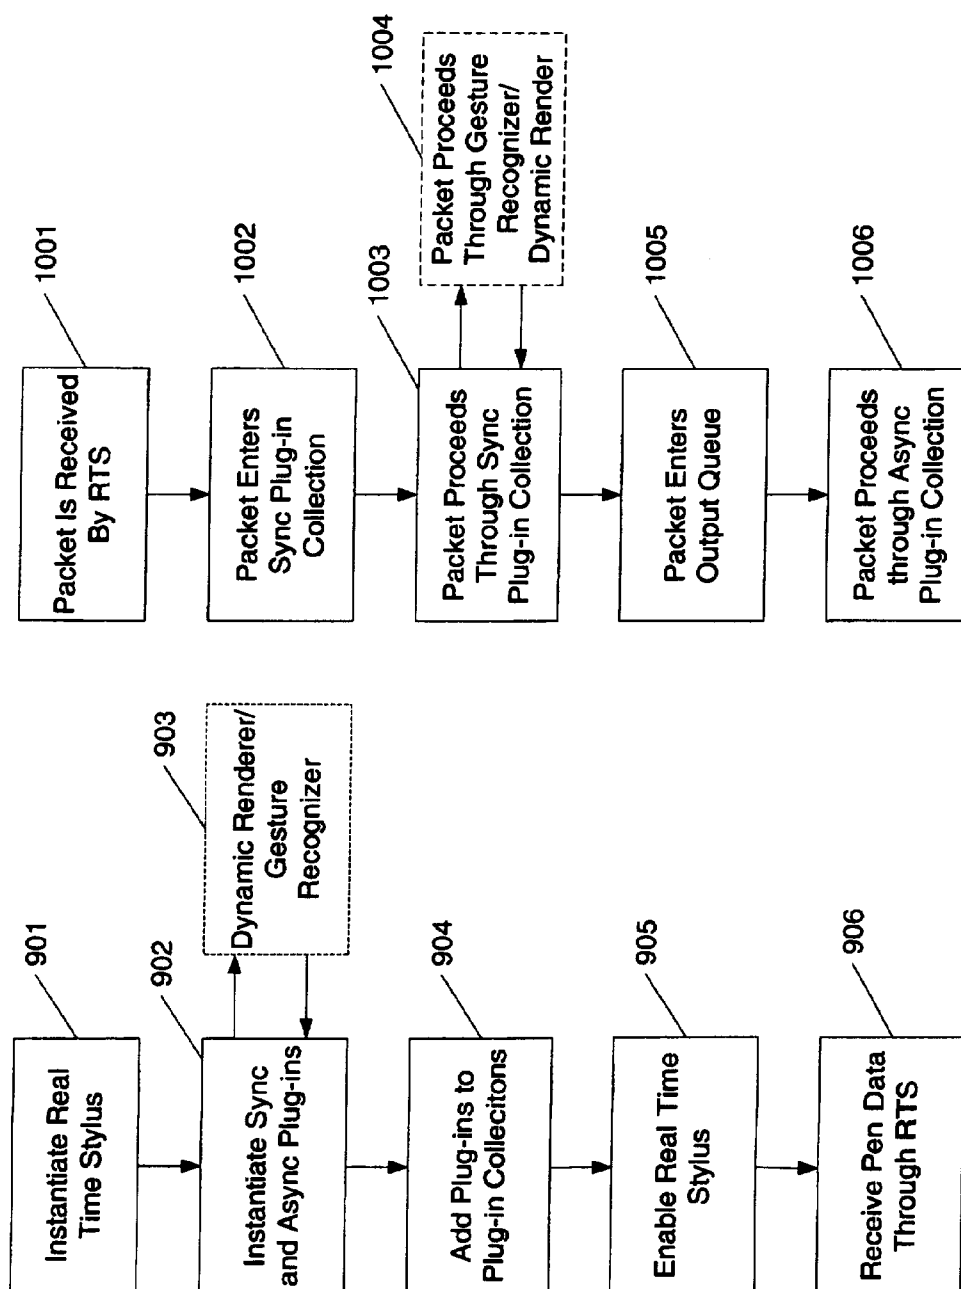 901
Instantiate Real
Time Stylus
902
Instantiate Sync
and Async Plug-ins
903
Dynamic Renderer/
Gesture
Recognizer
904
Add Plug-ins to
Plug-in Collecitons
905
Enable Real Time
Stylus
906
Receive Pen Data
Through RTS
1001
Packet Is Received
By RTS
1002
Packet Enters
Sync Plug-in
Collection
1003
Packet Proceeds
Through Sync
Plug-in Collection
1004
Packet Proceeds
Through Gesture
Recognizer/
Dynamic Render
1005
Packet Enters
Output Queue
1006
Packet Proceeds
through Async
Plug-in Collection